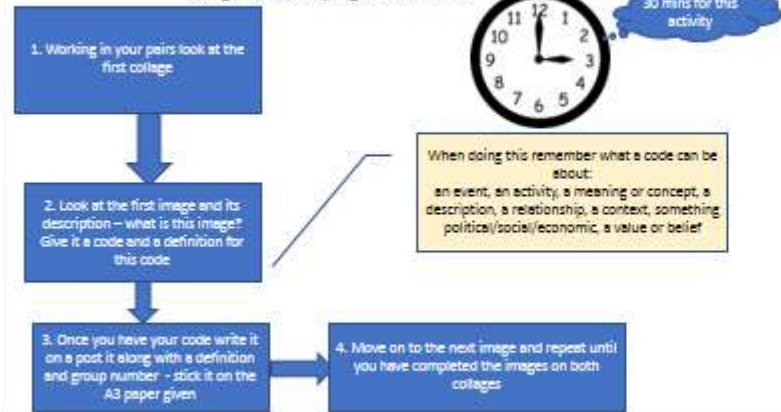 30 mins for this
activity
1. Working in your pairs look at the
first collage
12
11
1
10
2
9
3
8
4
7
6
5
When doing this remember what a code can be
about:
an event, an activity, a meaning or concept, a
description, a relationship, a context, something
political/social/economic, a value or belief
2. Look at the first image and its
description – what is this image?
Give it a code and a definition for
this code
3. Once you have your code write it
on a post it along with a definition
and group number - stick it on the
A3 paper given
4. Move on to the next image and repeat until
you have completed the images on both
collages